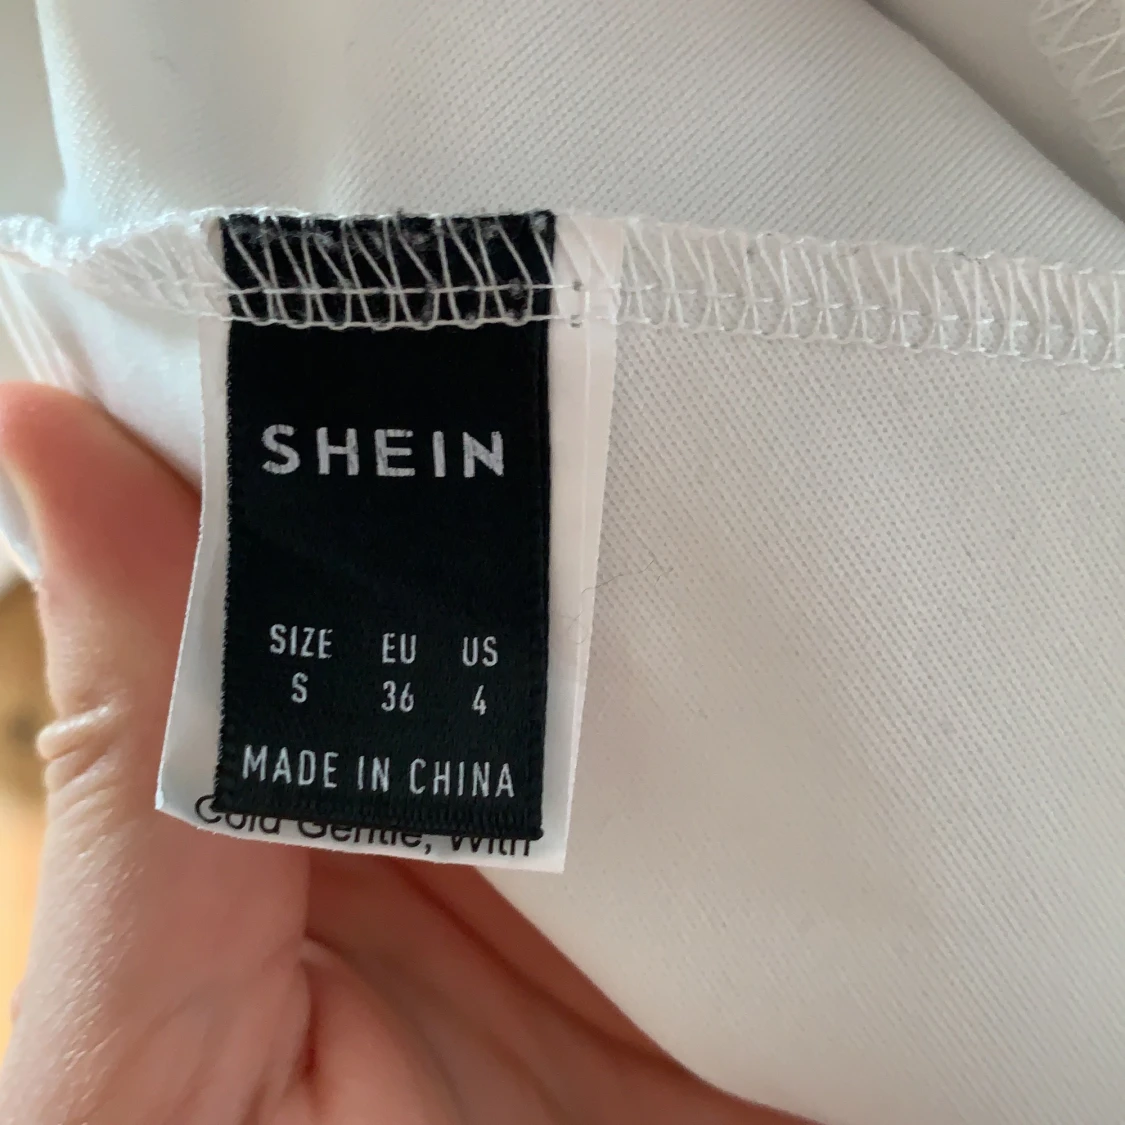 SHEIN
SIZE EU US
S 36 4
MADE IN CHINA
Cold Gentle, With